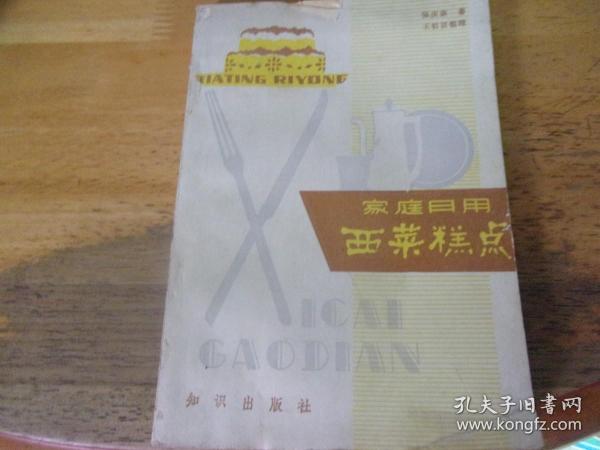 JIATING RIYONG
家庭日用
西菜糕点
XICAI
GAODIAN
知识出版社
孔夫子旧书网
www.kongfz.com